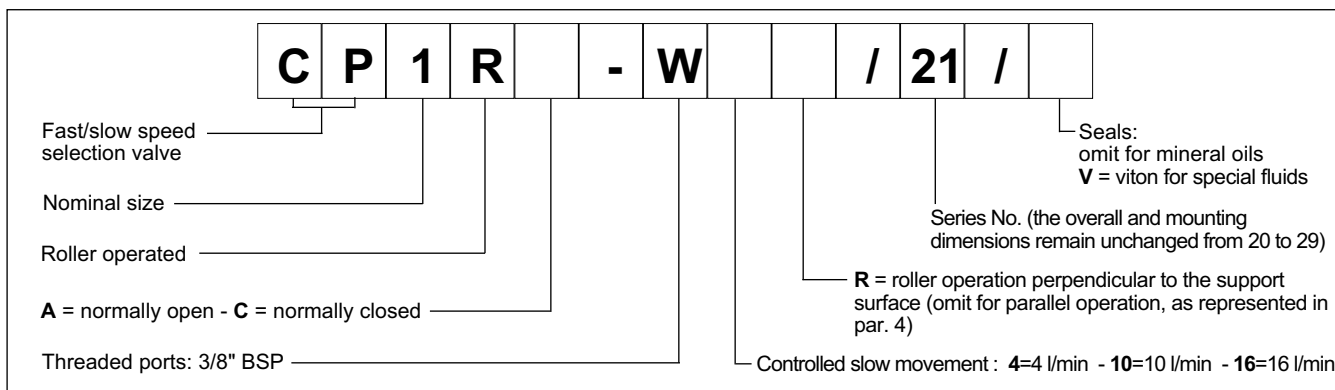 C P 1 R - W / 21 /
Fast/slow speed
selection valve
Nominal size
Roller operated
A = normally open - C = normally closed
Threaded ports: 3/8" BSP
Seals:
omit for mineral oils
V = viton for special fluids
Series No. (the overall and mounting
dimensions remain unchanged from 20 to 29)
R = roller operation perpendicular to the support
surface (omit for parallel operation, as represented in
par. 4)
Controlled slow movement : 4=4 l/min - 10=10 l/min - 16=16 l/min